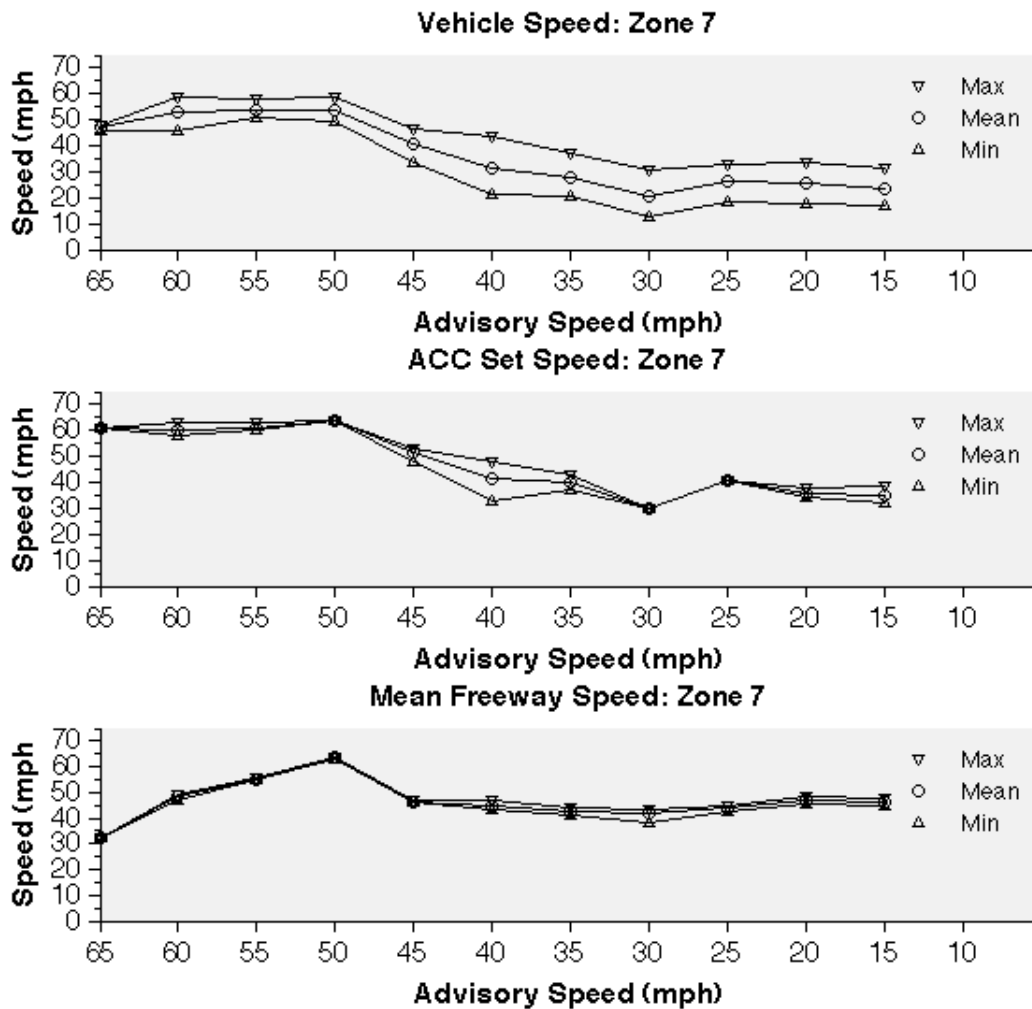 Vehicle Speed: Zone 7
Speed (mph
70
60
50
40
30
20
10
0
Max
Mean
Min
65 60 55 50 45 40 35 30 25 20 15 10
Advisory Speed (mph)
ACC Set Speed: Zone 7
Speed (mph
70
60
50
40
30
20
10
0
Max
Mean
Min
65 60 55 50 45 40 35 30 25 20 15 10
Advisory Speed (mph)
Mean Freeway Speed: Zone 7
Speed (mph
70
60
50
40
30
20
10
0
Max
Mean
Min
65 60 55 50 45 40 35 30 25 20 15 10
Advisory Speed (mph)